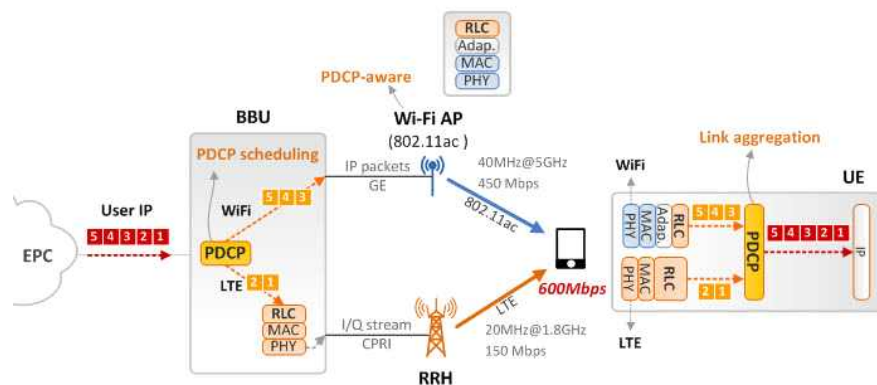 RLC
Adap.
MAC
PHY
PDCP-aware
Wi-Fi AP
(802.11ac )
BBU
PDCP scheduling
IP packets
GE
40MHz@5GHz
450 Mbps
802.11ac
Link aggregation
WiFi
UE
User IP
5 4 3 2 1
EPC
WiFi
5 4 3
PDCP
LTE
2 1
RLC
MAC
PHY
I/Q stream
CPRI
RRH
LTE
20MHz@1.8GHz
150 Mbps
600Mbps
PHY
MAC
Adap.
RLC
5 4 3
PDCP
5 4 3 2 1
IP
PHY
MAC
RLC
2 1
LTE